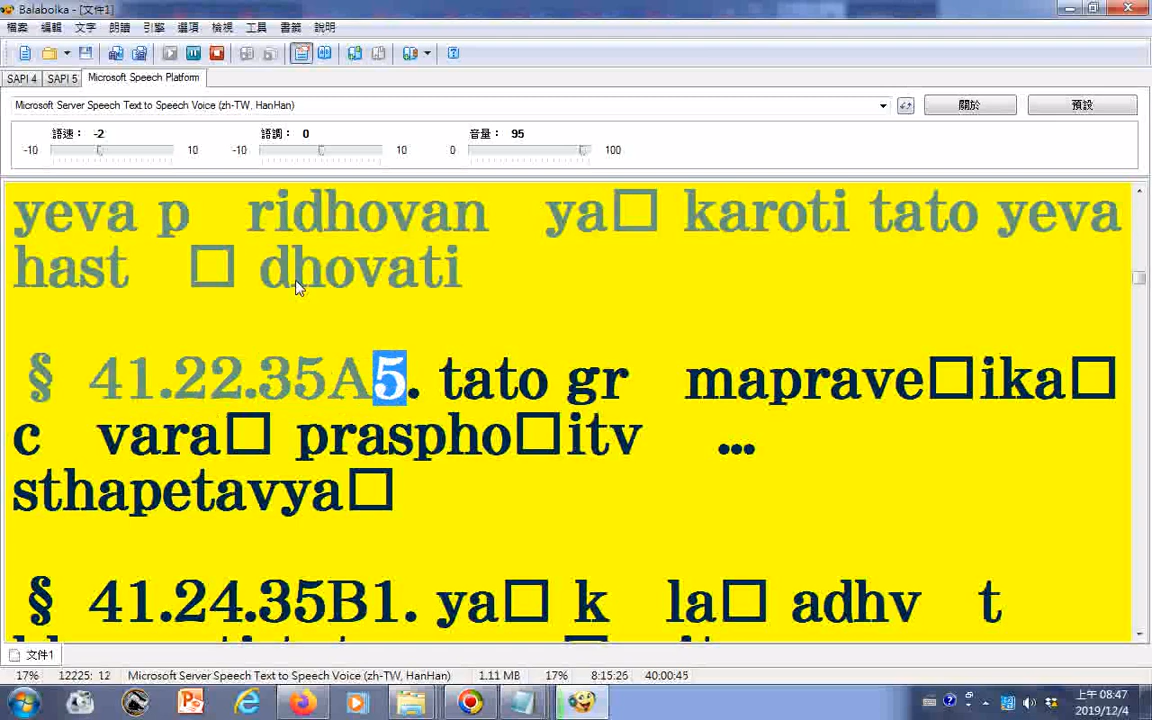 Balabolka - [文件1]
檔案 編輯 文字 朗讀 引擎 選項 檢視 工具 書籤 說明
SAPI 4 SAPI 5 Microsoft Speech Platform
Microsoft Server Speech Text to Speech Voice (zh-TW, HanHan) 關於 預設
語速： -2 語調： 0 音量： 95
-10 10 -10 10 0 100
yeva p ridhovan ya□ karoti tato yeva
hast □ dhovati
§ 41.22.35A5. tato gr maprave□ika□
c vara□ praspho□itv ...
sthapetavya□
§ 41.24.35B1. ya□ k la□ adhv t
文件1
17% 12225: 12 Microsoft Server Speech Text to Speech Voice (zh-TW, HanHan) 1.11 MB 17% 8:15:26 40:00:45
上午 08:47
2019/12/4